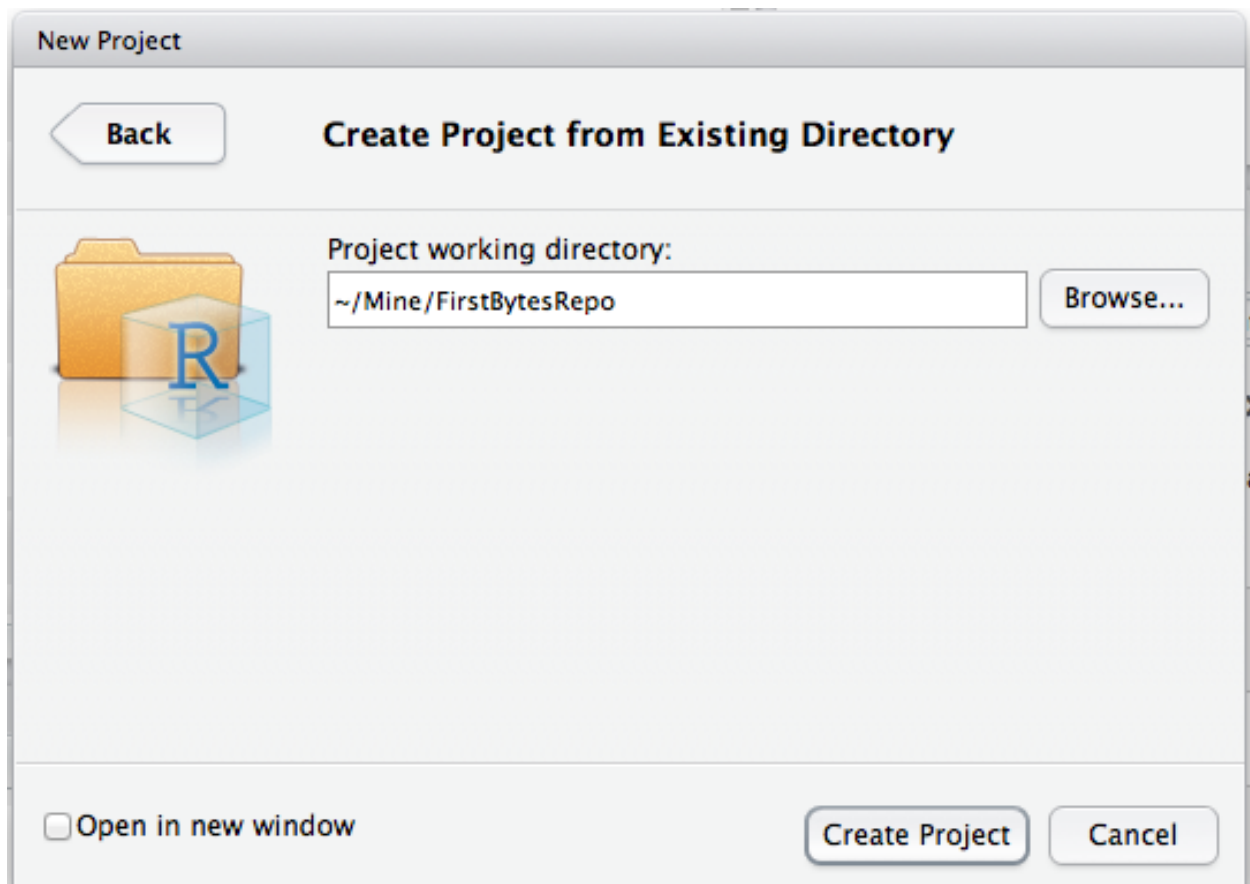 New Project
Back
Create Project from Existing Directory
Project working directory:
~/Mine/FirstBytesRepo
Browse...
R
Open in new window
Create Project
Cancel